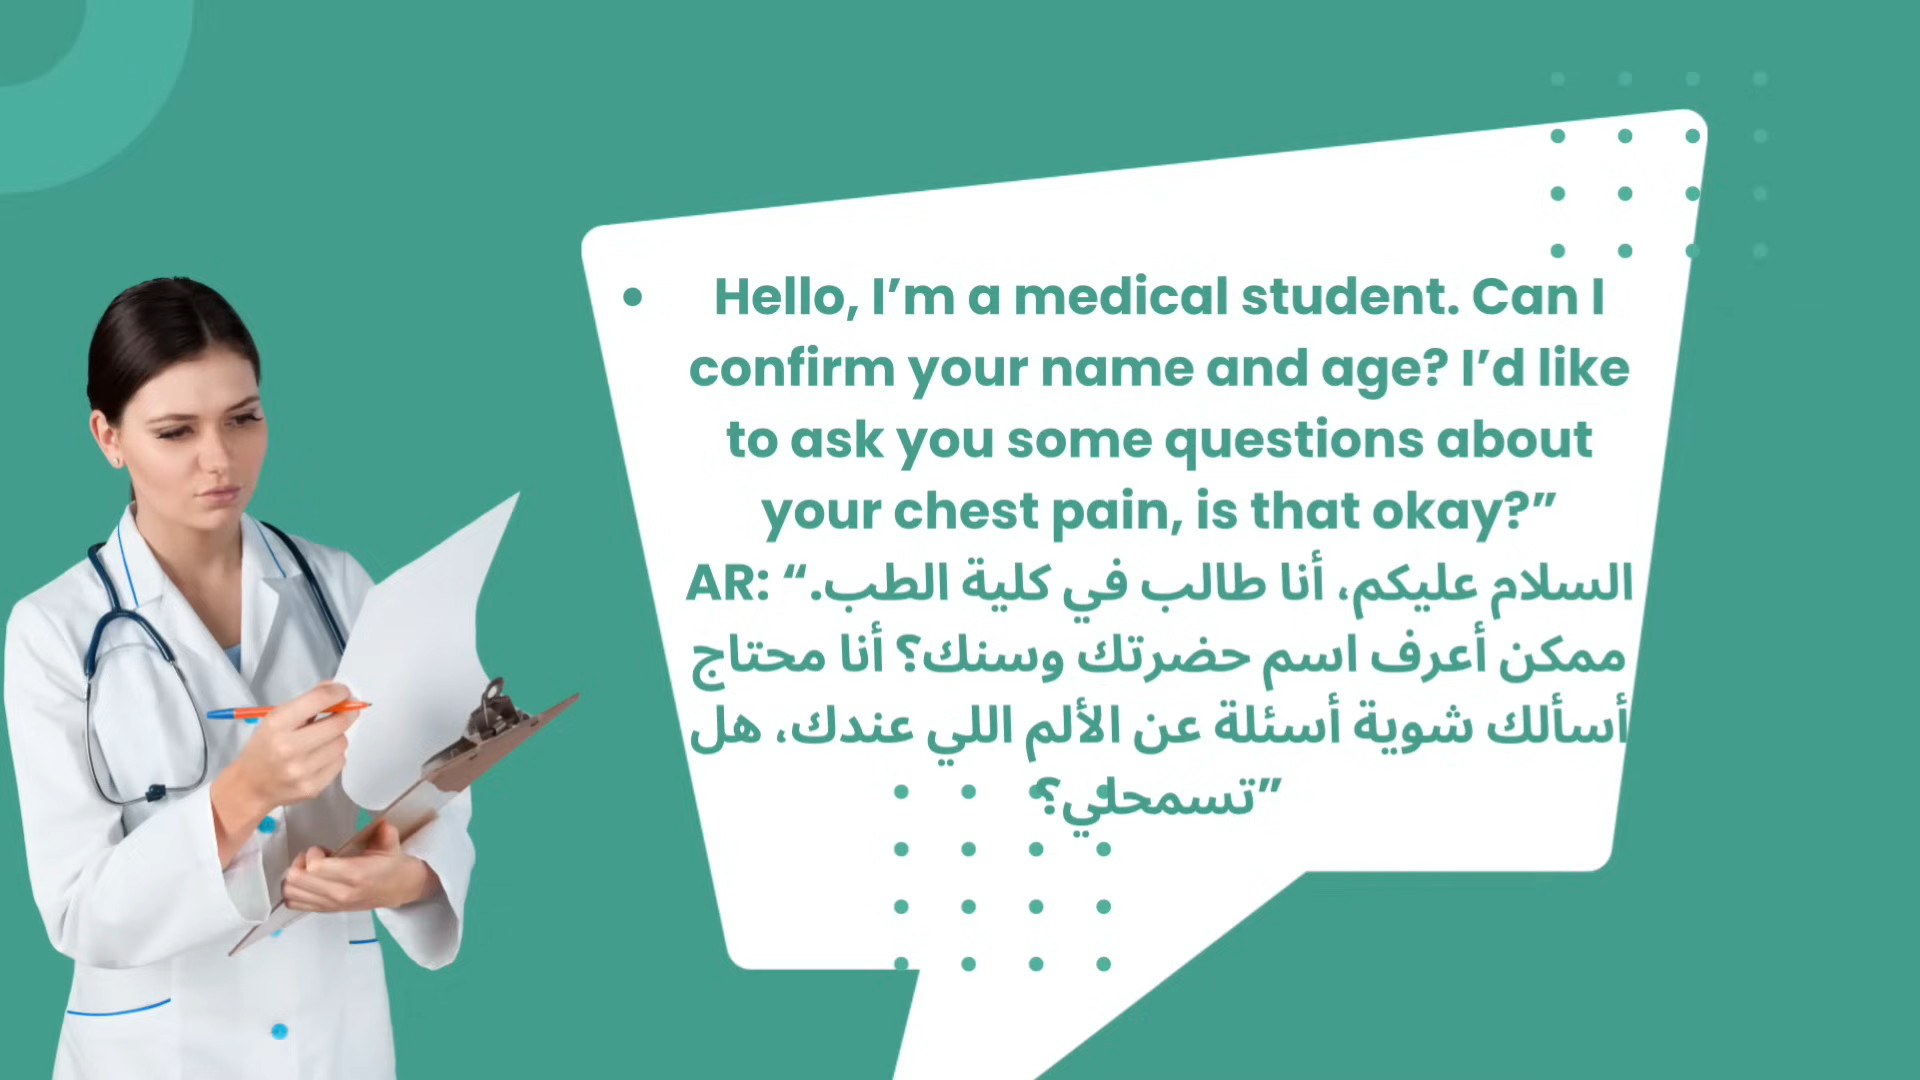 • Hello, I’m a medical student. Can I
confirm your name and age? I’d like
to ask you some questions about
your chest pain, is that okay?”
AR: “.السلام عليكم، أنا طالب في كلية الطب
ممكن أعرف اسم حضرتك وسنك؟ أنا محتاج
أسألك شوية أسئلة عن الألم اللي عندك، هل
تسمحلي؟”